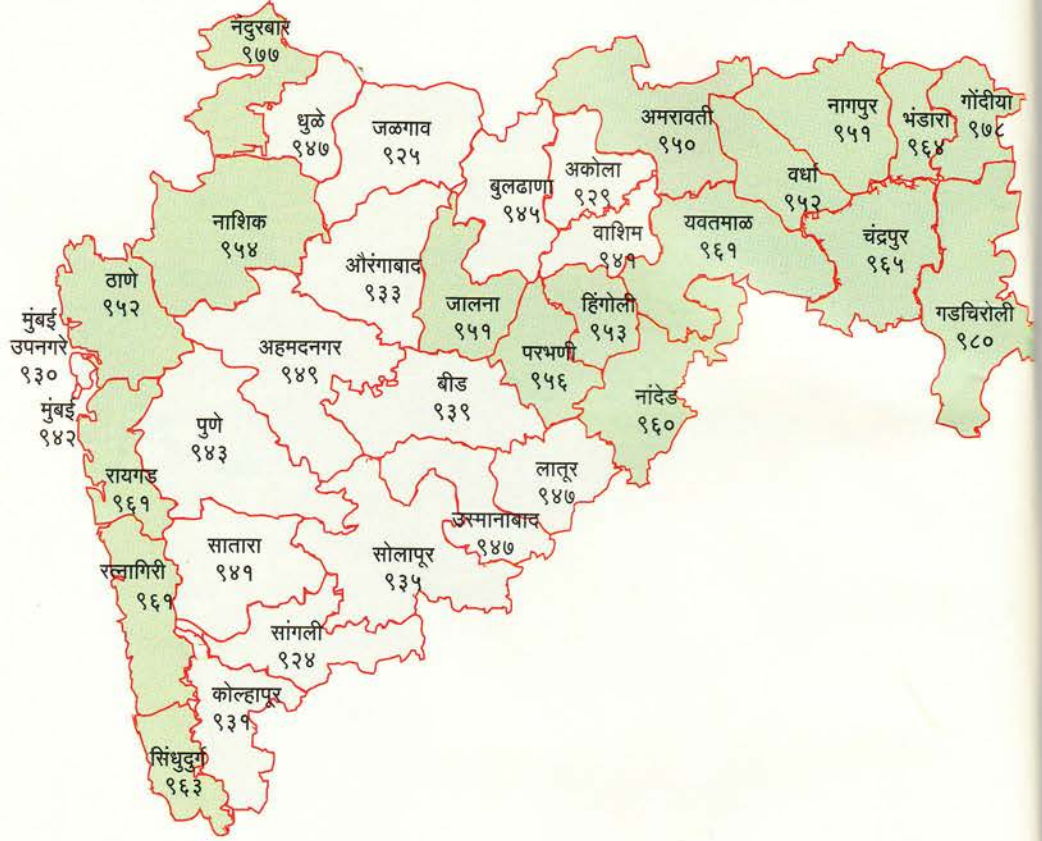 नंदुरबार
९७७
धुळे
९४७
जळगाव
९२५
बुलढाणा
९४५
अकोला
९२९
अमरावती
९५०
नागपुर
९५१
भंडारा
९६४
गोंदीया
९७८
वर्धा
९५२
वाशिम
९४१
यवतमाळ
९६१
चंद्रपुर
९६५
गडचिरोली
९८०
नाशिक
९५४
औरंगाबाद
९३३
जालना
९५१
हिंगोली
९५३
परभणी
९५६
नांदेड
९६०
ठाणे
९५२
मुंबई
उपनगरे
९३०
मुंबई
९४२
अहमदनगर
९४९
बीड
९३९
पुणे
९४३
रायगड
९६१
लातूर
९४७
उस्मानाबाद
९४७
सातारा
९४१
सोलापूर
९३५
रत्नागिरी
९६१
सांगली
९२४
कोल्हापूर
९३१
सिंधुदुर्ग
९६३